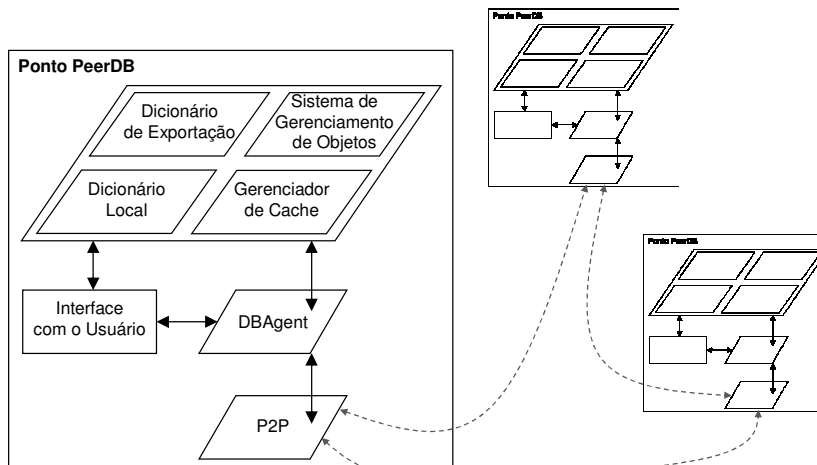 Ponto PeerDB
Ponto PeerDB
Dicionário
de Exportação
Sistema de
Gerenciamento
de Objetos
Dicionário
Local
Gerenciador
de Cache
Ponto PeerDB
Interface
com o Usuário
DBAgent
P2P